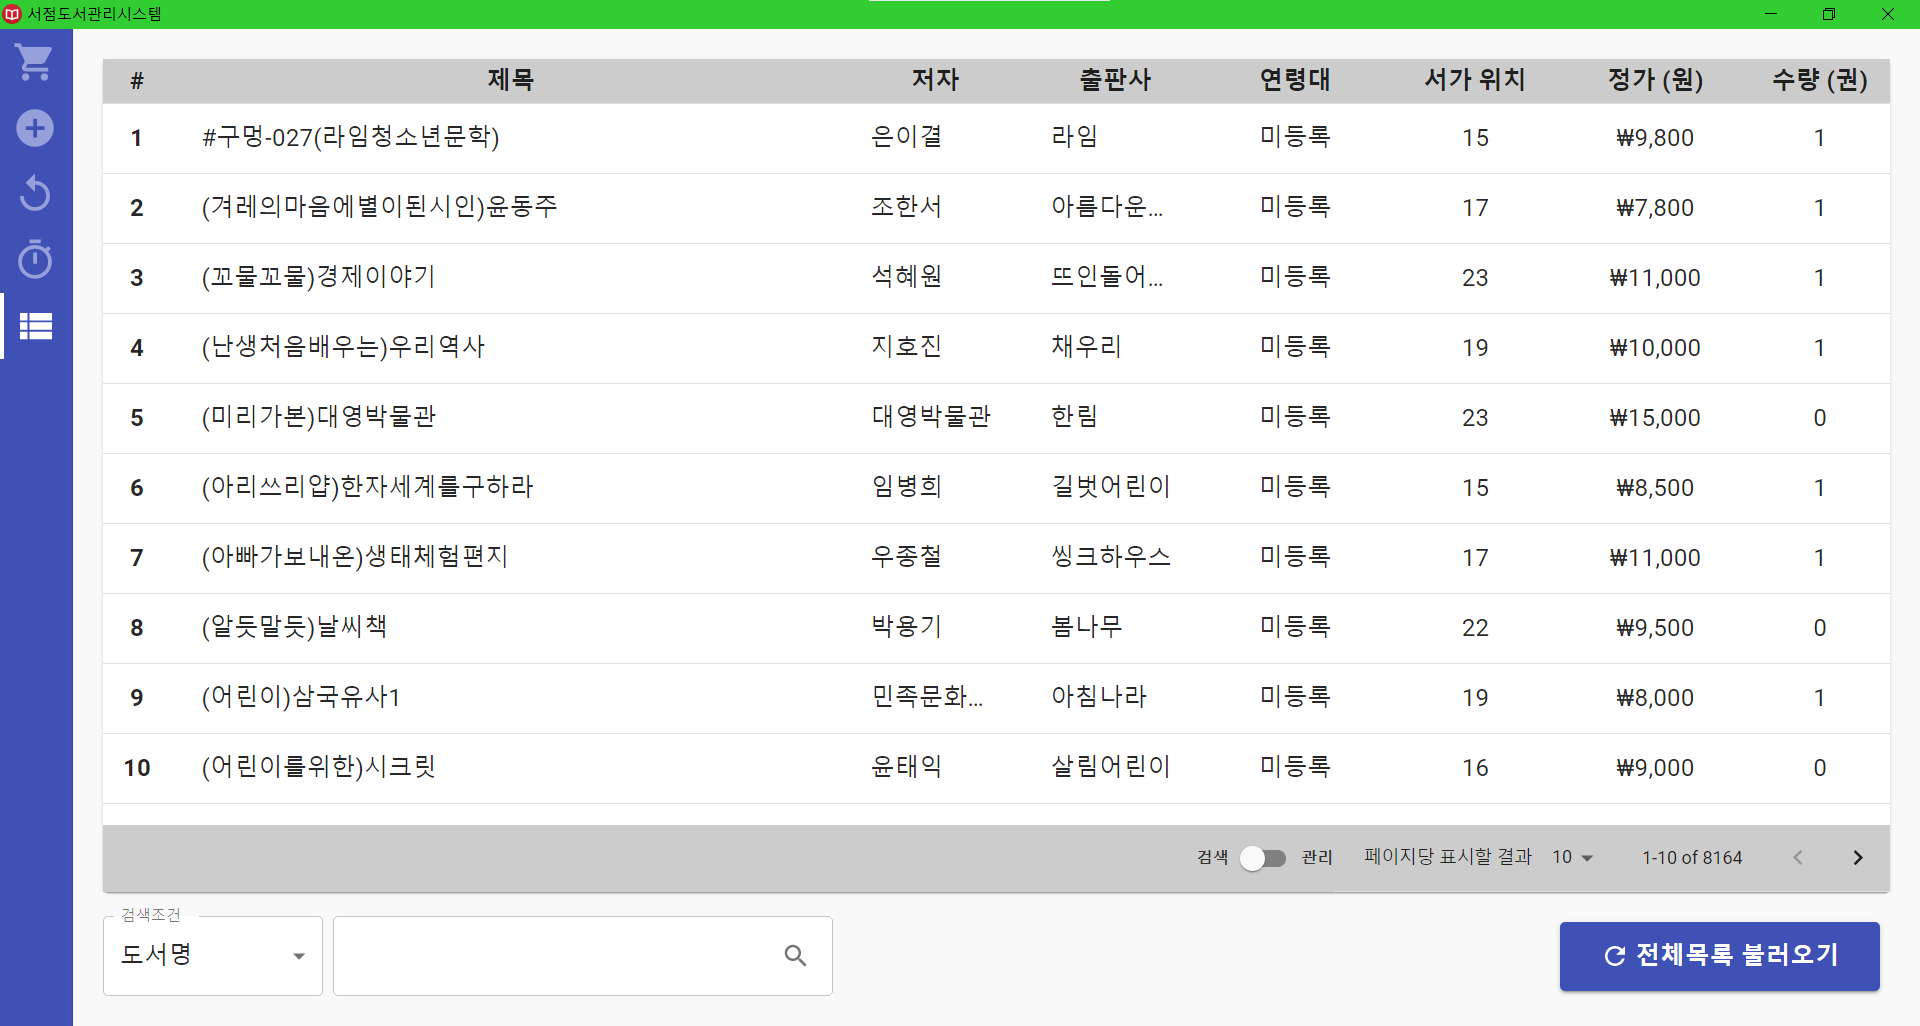 서점도서관리시스템
# 제목 저자 출판사 연령대 서가 위치 정가 (원) 수량 (권)
1 #구멍-027(라임청소년문학) 은이결 라임 미등록 15 ₩9,800 1
2 (겨레의마음에별이된시인)윤동주 조한서 아름다운... 미등록 17 ₩7,800 1
3 (꼬물꼬물)경제이야기 석혜원 뜨인돌어... 미등록 23 ₩11,000 1
4 (난생처음배우는)우리역사 지호진 채우리 미등록 19 ₩10,000 1
5 (미리가본)대영박물관 대영박물관 한림 미등록 23 ₩15,000 0
6 (아리쓰리얍)한자세계를구하라 임병희 길벗어린이 미등록 15 ₩8,500 1
7 (아빠가보내온)생태체험편지 우종철 씽크하우스 미등록 17 ₩11,000 1
8 (알듯말듯)날씨책 박용기 봄나무 미등록 22 ₩9,500 0
9 (어린이)삼국유사1 민족문화... 아침나라 미등록 19 ₩8,000 1
10 (어린이를위한)시크릿 윤태익 살림어린이 미등록 16 ₩9,000 0
검색 관리 페이지당 표시할 결과 10 1-10 of 8164
검색조건
도서명
전체목록 불러오기